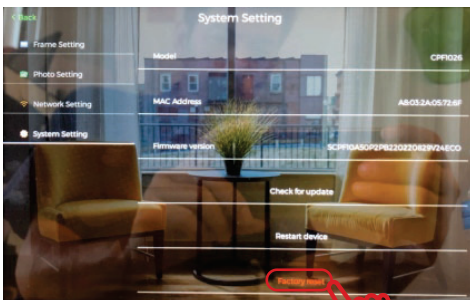 < Back
System Setting
Frame Setting
Photo Setting
Network Setting
System Setting
Model
CPF1026
MAC Address
A8:03:2A:05:72:6F
Firmware version
Check for update
Restart device
Factory reset